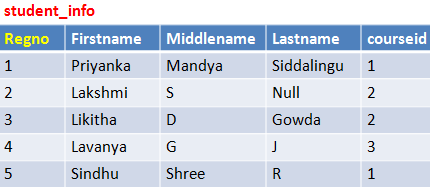 student_info
Regno Firstname Middlename Lastname courseid
1 Priyanka Mandya Siddalingu 1
2 Lakshmi S Null 2
3 Likitha D Gowda 2
4 Lavanya G J 3
5 Sindhu Shree R 1